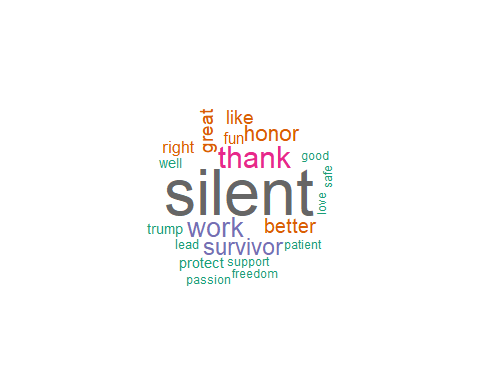 like
great
fun
honor
right
thank
good
well
safe
silent
love
trump
work
better
lead
survivor
patient
protect
support
freedom
passion